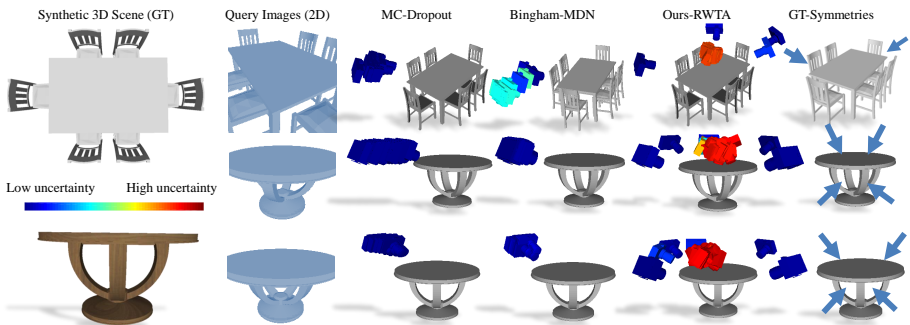 Synthetic 3D Scene (GT) Query Images (2D) MC-Dropout Bingham-MDN Ours-RWTA GT-Symmetries
Low uncertainty High uncertainty